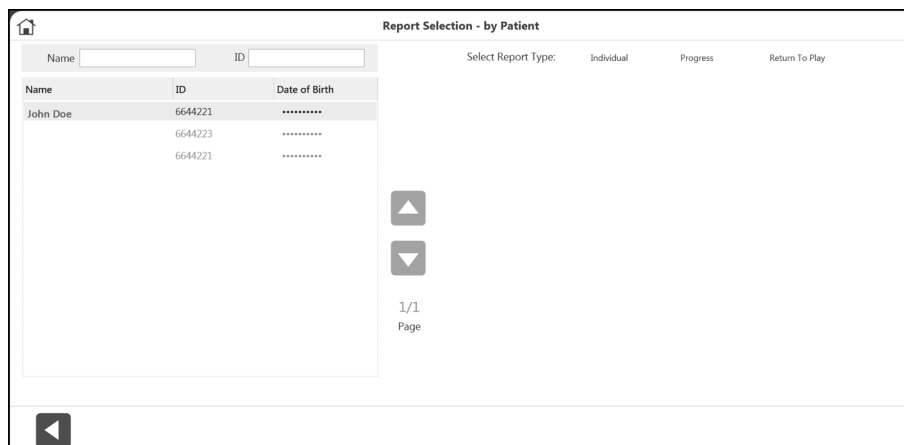 Report Selection - by Patient
Name ID Select Report Type: Individual Progress Return To Play
Name ID Date of Birth
John Doe 6644221 ••••••••••
6644223 ••••••••••
6644221 ••••••••••
1/1
Page